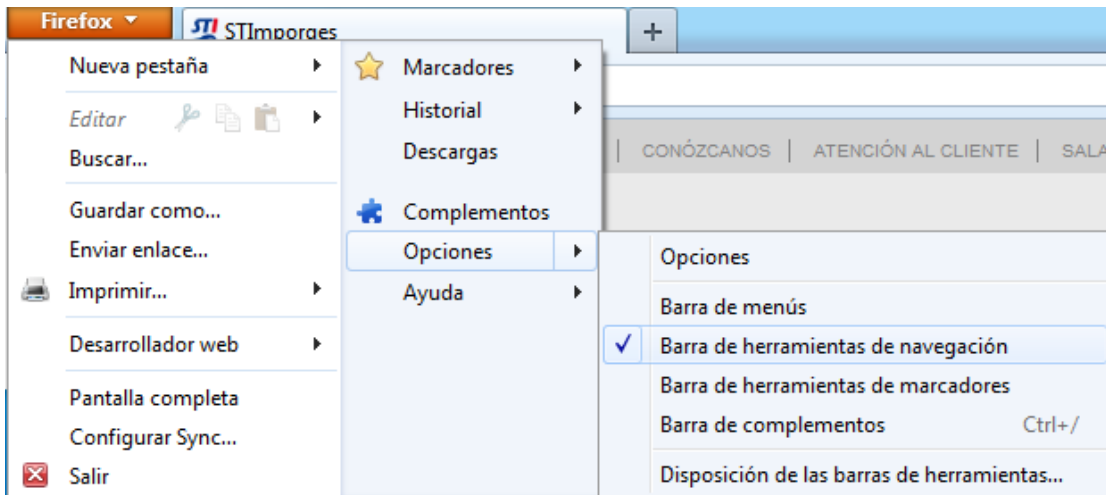 Firefox
STI STImporges
+
Nueva pestaña
Editar
Buscar...
Guardar como...
Enviar enlace...
Imprimir...
Desarrollador web
Pantalla completa
Configurar Sync...
Salir
Marcadores
Historial
Descargas
Complementos
Opciones
Ayuda
| CONÓZCANOS | ATENCIÓN AL CLIENTE | SALA
Opciones
Barra de menús
Barra de herramientas de navegación
Barra de herramientas de marcadores
Barra de complementos Ctrl+/
Disposición de las barras de herramientas...